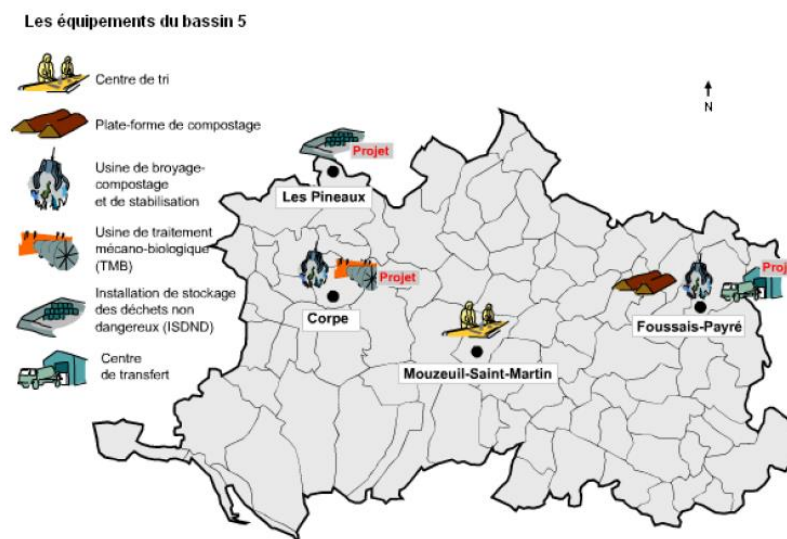 Les équipements du bassin 5
Centre de tri
Plate-forme de compostage
Usine de broyage-
compostage
et de stabilisation
Usine de traitement
mécano-biologique
(TMB)
Installation de stockage
des déchets non
dangereux (ISDND)
Centre
de transfert
N
Projet
Les Pineaux
Projet
Corpe
Mouzeuil-Saint-Martin
Proj
Foussais-Payré